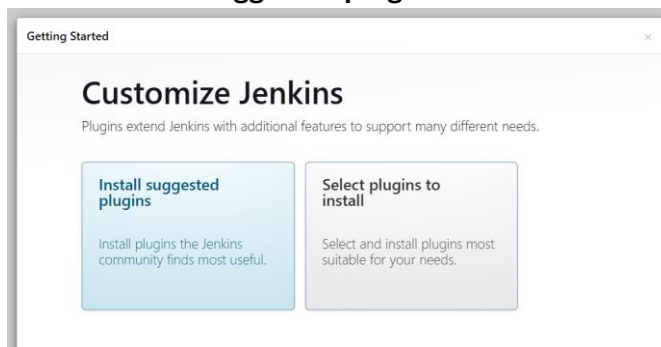 Getting Started ×
Customize Jenkins
Plugins extend Jenkins with additional features to support many different needs.
Install suggested
plugins
Install plugins the Jenkins
community finds most useful.
Select plugins to
install
Select and install plugins most
suitable for your needs.